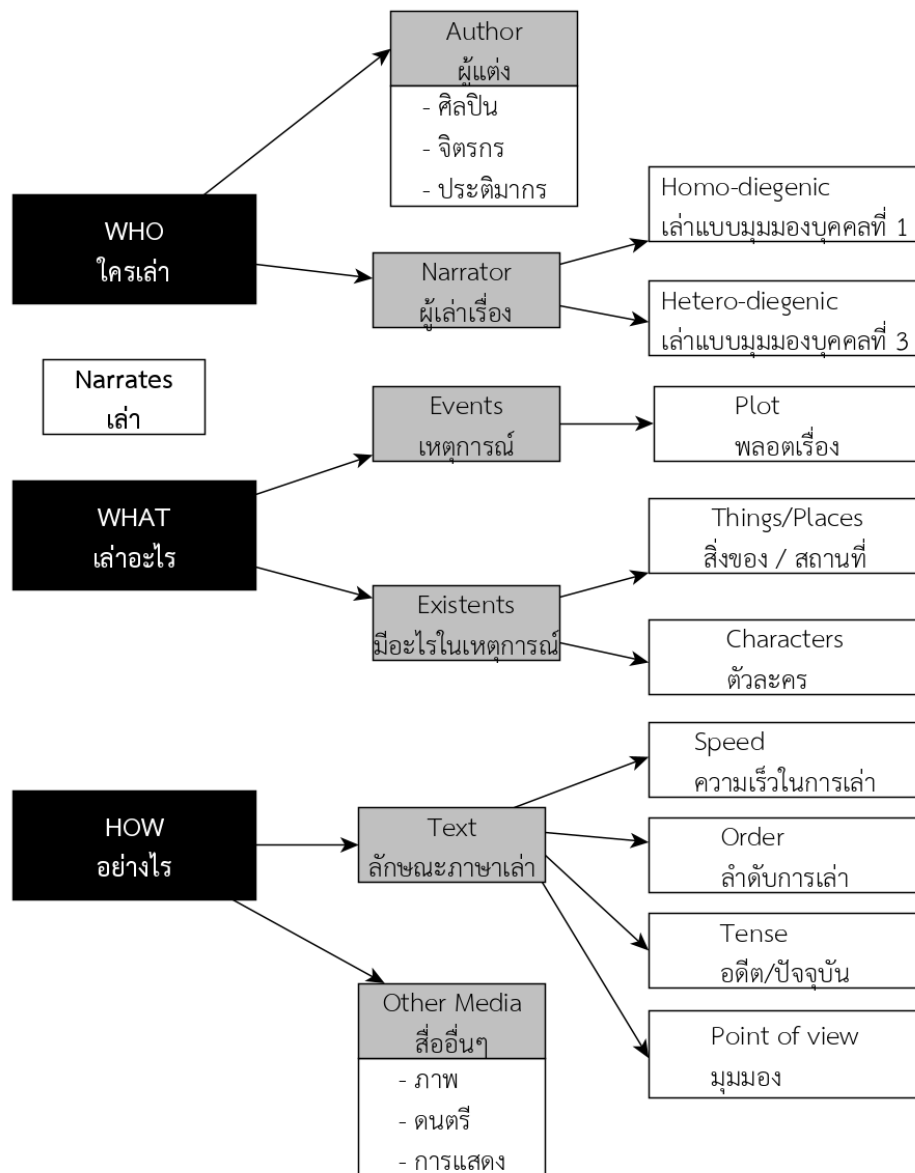 Author
ผู้แต่ง
- ศิลปิน
- จิตรกร
- ประติมากร
WHO
ใครเล่า
Narrator
ผู้เล่าเรื่อง
Homo-diegenic
เล่าแบบมุมมองบุคคลที่ 1
Hetero-diegenic
เล่าแบบมุมมองบุคคลที่ 3
Narrates
เล่า
Events
เหตุการณ์
Plot
พลอตเรื่อง
WHAT
เล่าอะไร
Things/Places
สิ่งของ / สถานที่
Existents
มีอะไรในเหตุการณ์
Characters
ตัวละคร
HOW
อย่างไร
Text
ลักษณะภาษาเล่า
Speed
ความเร็วในการเล่า
Order
ลำดับการเล่า
Tense
อดีต/ปัจจุบัน
Point of view
มุมมอง
Other Media
สื่ออื่นๆ
- ภาพ
- ดนตรี
- การแสดง